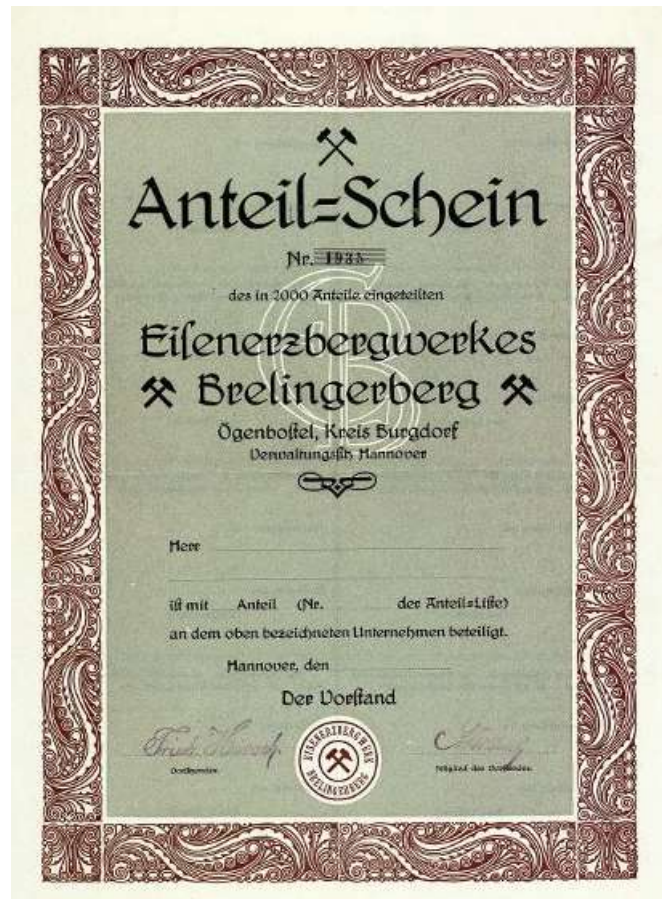 Anteil=Schein
Nr. 1935
des in 2000 Anteile eingeteilten
Eiſenerzbergwerkes
Brelingerberg
Ögenboſtel, Kreis Burgdorf
Verwaltungsſitz Hannover
Herr
iſt mit Anteil (Nr. der Anteil=Liſte)
an dem oben bezeichneten Unternehmen beteiligt.
Hannover, den
Der Vorſtand
EISENERZBERGWERK
BRELINGERBERG
Vorſitzender.
Mitglied des Vorſtandes.